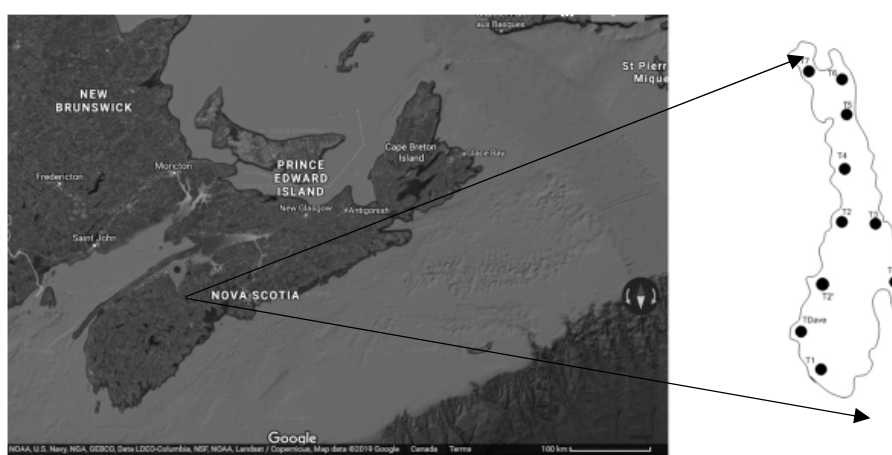 aux Basques
St Pierr
Mique
NEW
BRUNSWICK
Cape Breton
Island
Glace Bay
Moncton
PRINCE
EDWARD
ISLAND
Fredericton
New Glasgow
Antigonish
Saint John
NOVA SCOTIA
Google
NOAA, U.S. Navy, NGA, GEBCO, Data LDEO-Columbia, NSF, NOAA, Landsat / Copernicus, Map data ©2019 Google Canada Terms 100 km
T7
T6
T5
T4
T2
T3
T2'
TDave
T1